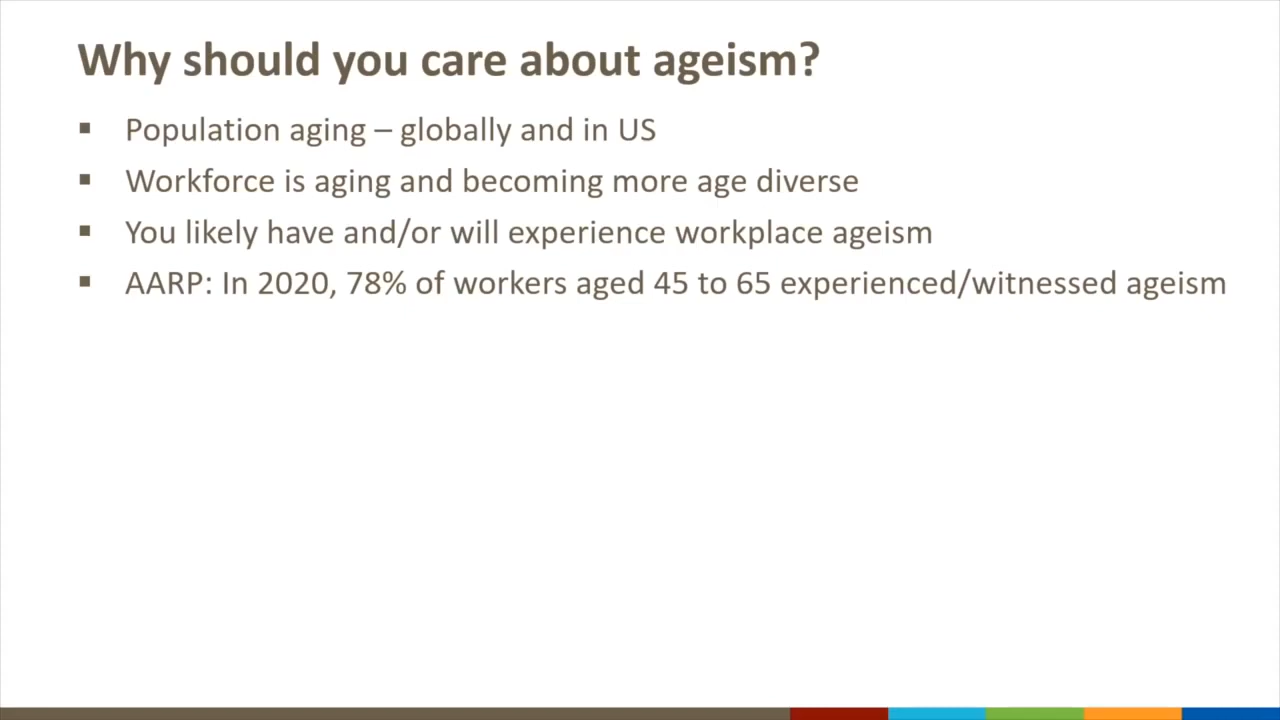 Why should you care about ageism?
▪ Population aging – globally and in US
▪ Workforce is aging and becoming more age diverse
▪ You likely have and/or will experience workplace ageism
▪ AARP: In 2020, 78% of workers aged 45 to 65 experienced/witnessed ageism